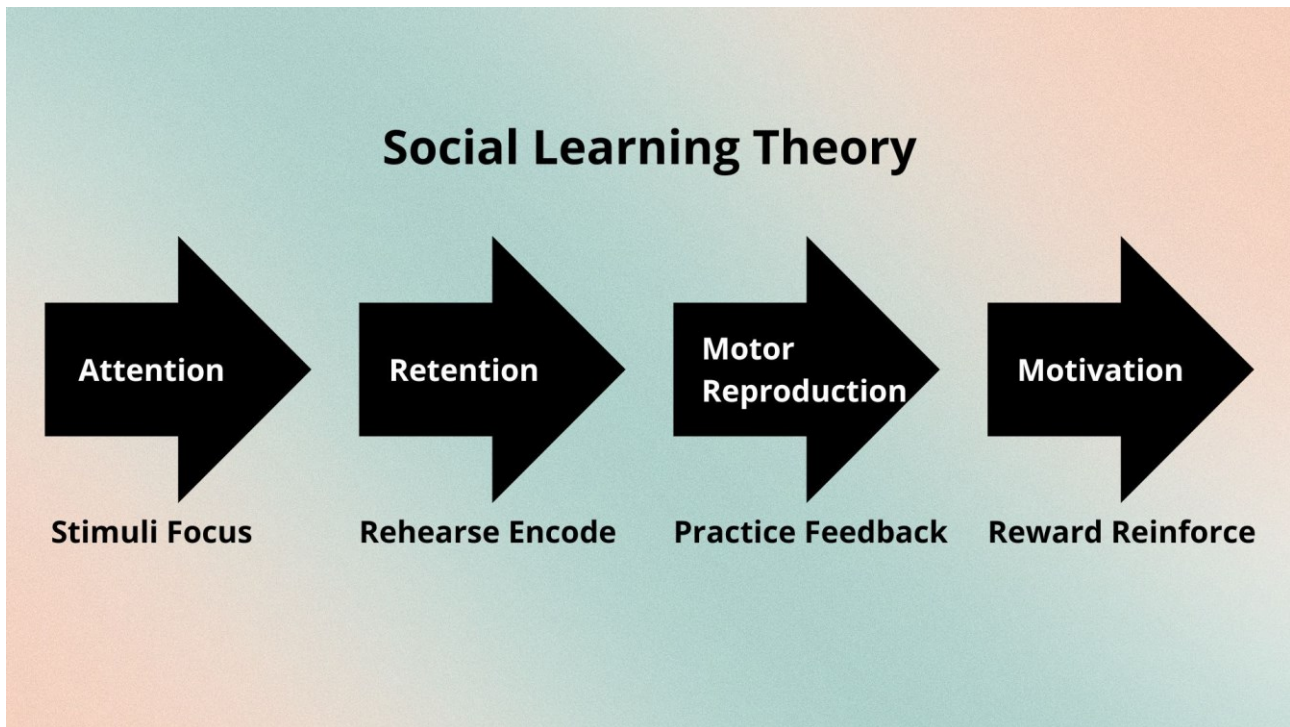 Social Learning Theory
Attention
Retention
Motor
Reproduction
Motivation
Stimuli Focus
Rehearse Encode
Practice Feedback
Reward Reinforce